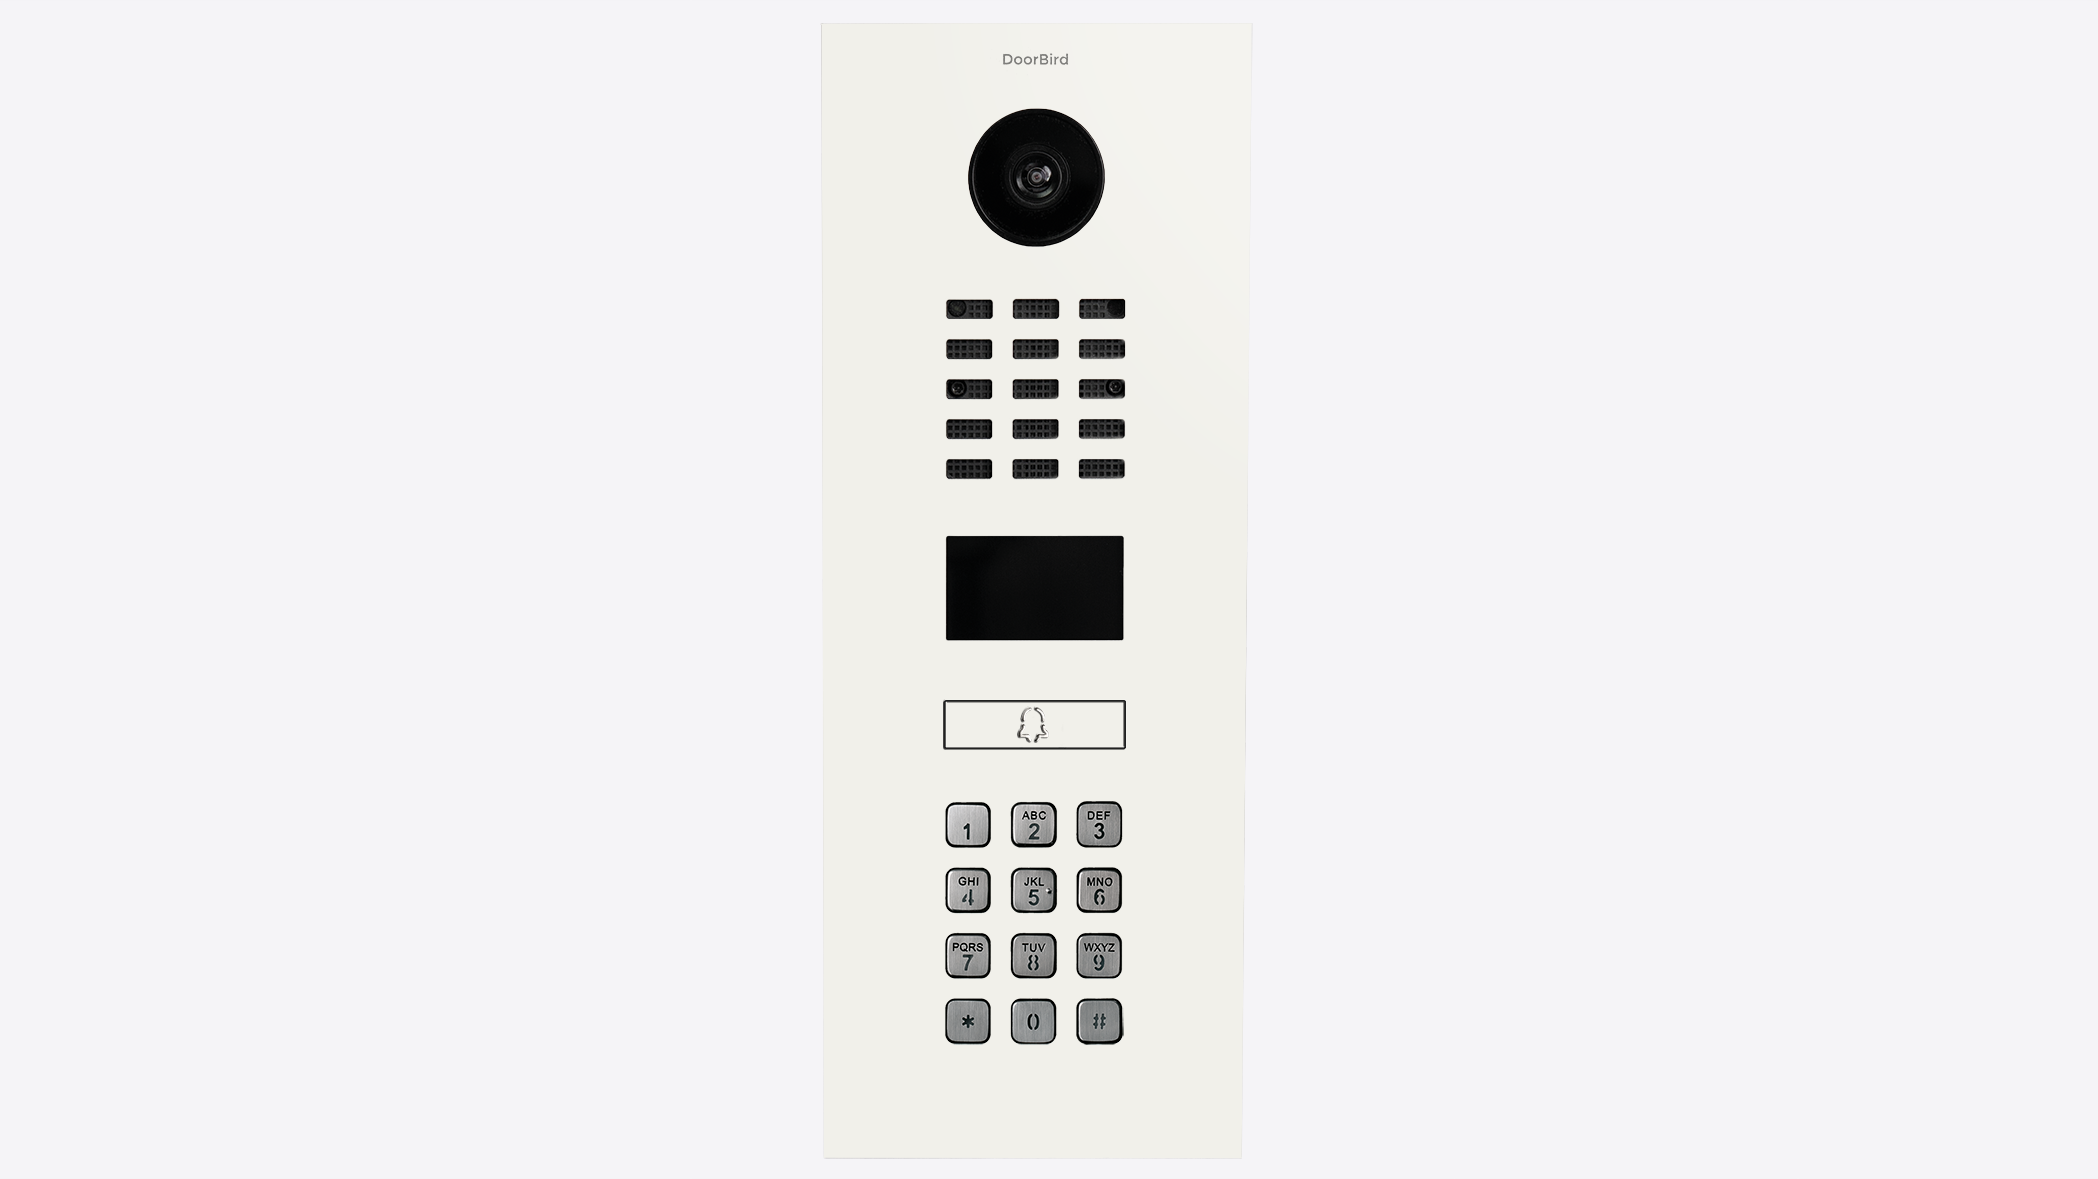 DoorBird
1 ABC 2 DEF 3
GHI 4 JKL 5 MNO 6
PQRS 7 TUV 8 WXYZ 9
* 0 #